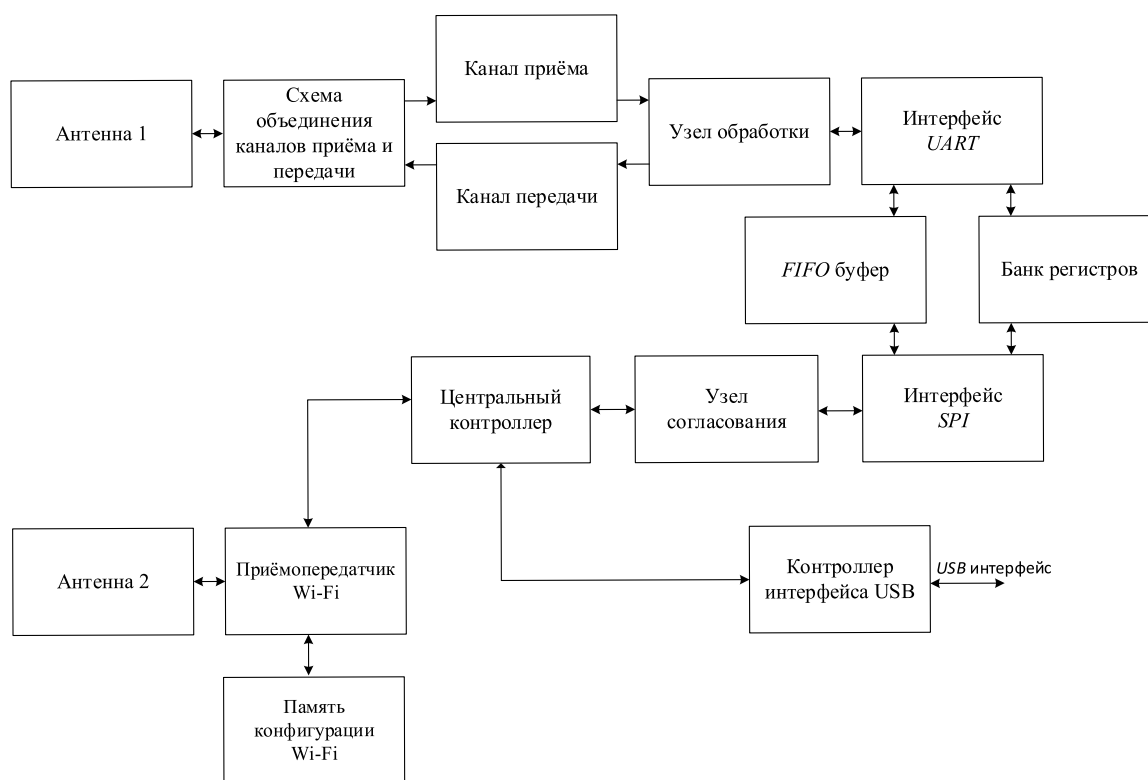 Антенна 1
Схема
объединения
каналов приёма и
передачи
Канал приёма
Канал передачи
Узел обработки
Интерфейс
UART
FIFO буфер
Банк регистров
Центральный
контроллер
Узел
согласования
Интерфейс
SPI
Антенна 2
Приёмопередатчик
Wi-Fi
Контроллер
интерфейса USB
USB интерфейс
Память
конфигурации
Wi-Fi